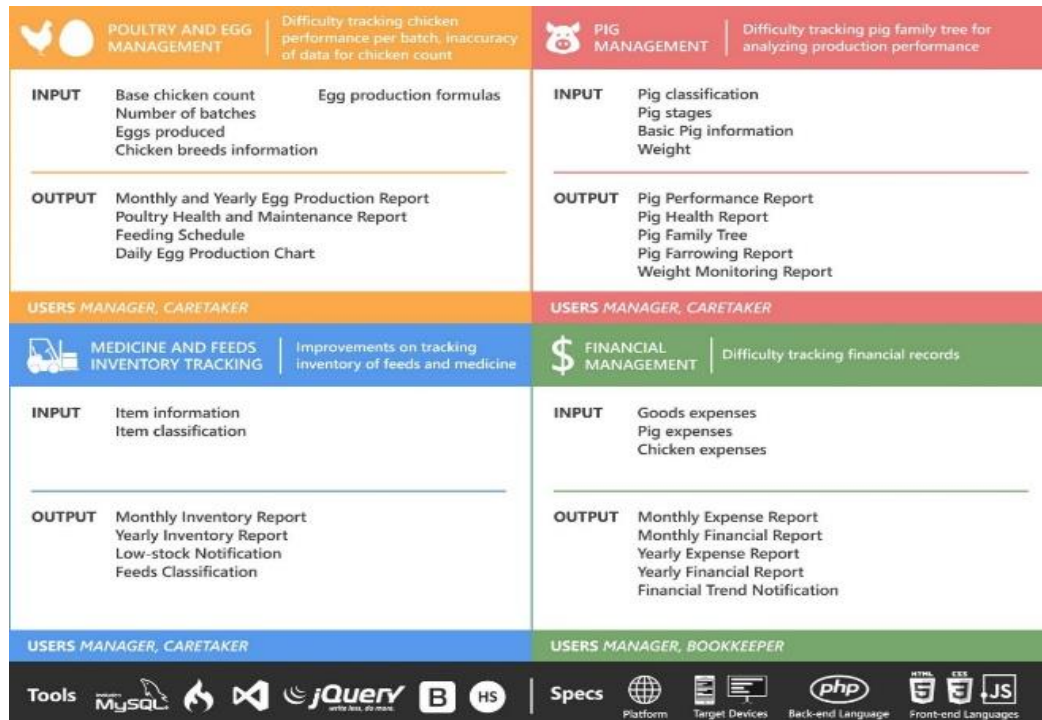 POULTRY AND EGG
MANAGEMENT
Difficulty tracking chicken
performance per batch, inaccuracy
of data for chicken count
INPUT
Base chicken count
Number of batches
Eggs produced
Chicken breeds information
Egg production formulas
OUTPUT
Monthly and Yearly Egg Production Report
Poultry Health and Maintenance Report
Feeding Schedule
Daily Egg Production Chart
USERS MANAGER, CARETAKER
PIG
MANAGEMENT
Difficulty tracking pig family tree for
analyzing production performance
INPUT
Pig classification
Pig stages
Basic Pig information
Weight
OUTPUT
Pig Performance Report
Pig Health Report
Pig Family Tree
Pig Farrowing Report
Weight Monitoring Report
USERS MANAGER, CARETAKER
MEDICINE AND FEEDS
INVENTORY TRACKING
Improvements on tracking
inventory of feeds and medicine
INPUT
Item information
Item classification
OUTPUT
Monthly Inventory Report
Yearly Inventory Report
Low-stock Notification
Feeds Classification
USERS MANAGER, CARETAKER
$
FINANCIAL
MANAGEMENT
Difficulty tracking financial records
INPUT
Goods expenses
Pig expenses
Chicken expenses
OUTPUT
Monthly Expense Report
Monthly Financial Report
Yearly Expense Report
Yearly Financial Report
Financial Trend Notification
USERS MANAGER, BOOKKEEPER
Tools
MySQL
jQuery
write less, do more.
B
HS
Specs
Platform
Target Devices
php
Back-end Language
HTML
5
CSS
3
.JS
Front-end Languages